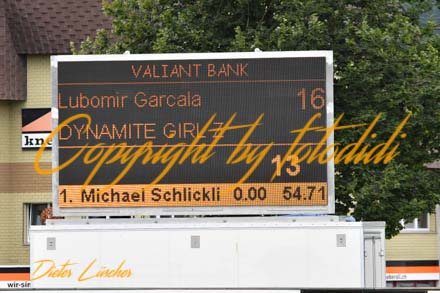 VALIANT BANK
Lubomir Garcala 16
DYNAMITE GIRL Z
Copyright by fotodidi
13
1. Michael Schlickli 0.00 54.71
Dieter Lüscher